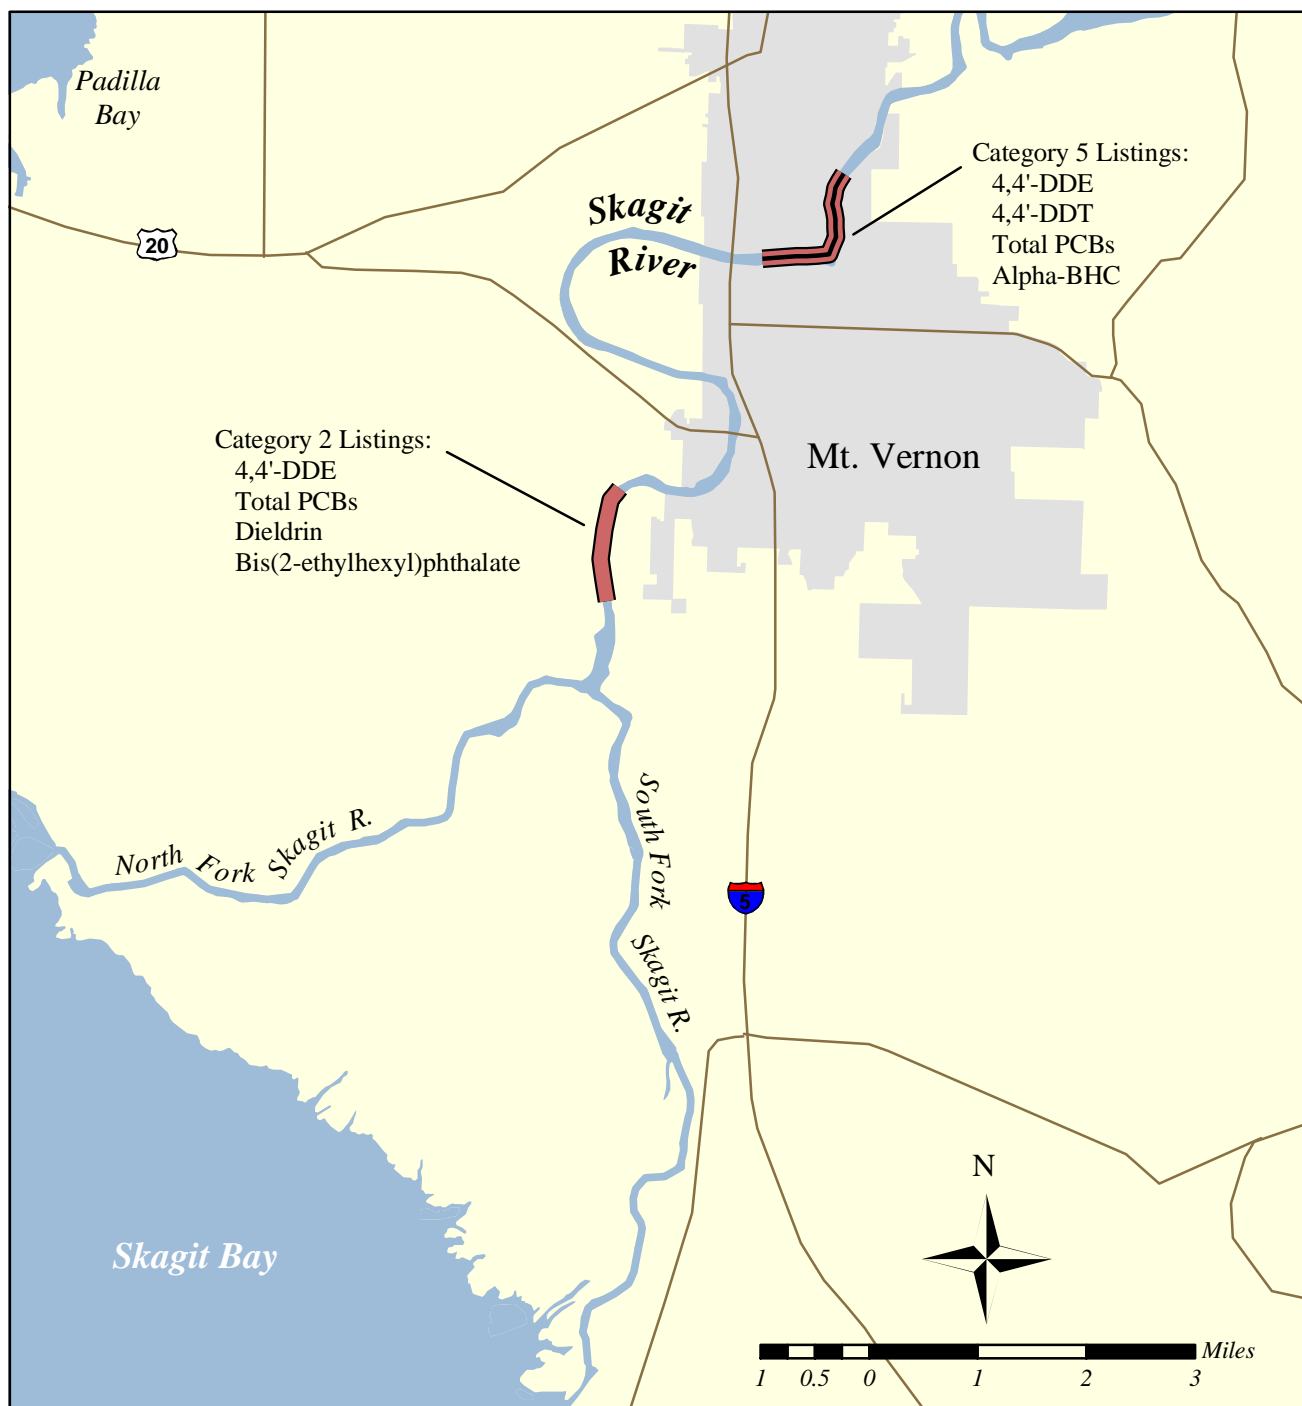 Padilla
Bay
Category 5 Listings:
4,4'-DDE
4,4'-DDT
Total PCBs
Alpha-BHC
Skagit
River
20
Category 2 Listings:
4,4'-DDE
Total PCBs
Dieldrin
Bis(2-ethylhexyl)phthalate
Mt. Vernon
North Fork Skagit R.
South Fork Skagit R.
5
N
Skagit Bay
Miles
1 0.5 0 1 2 3